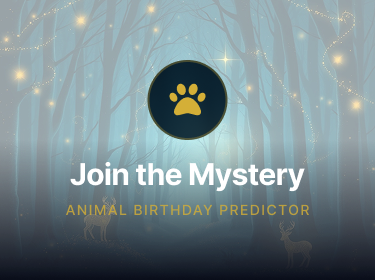 Join the Mystery
ANIMAL BIRTHDAY PREDICTOR